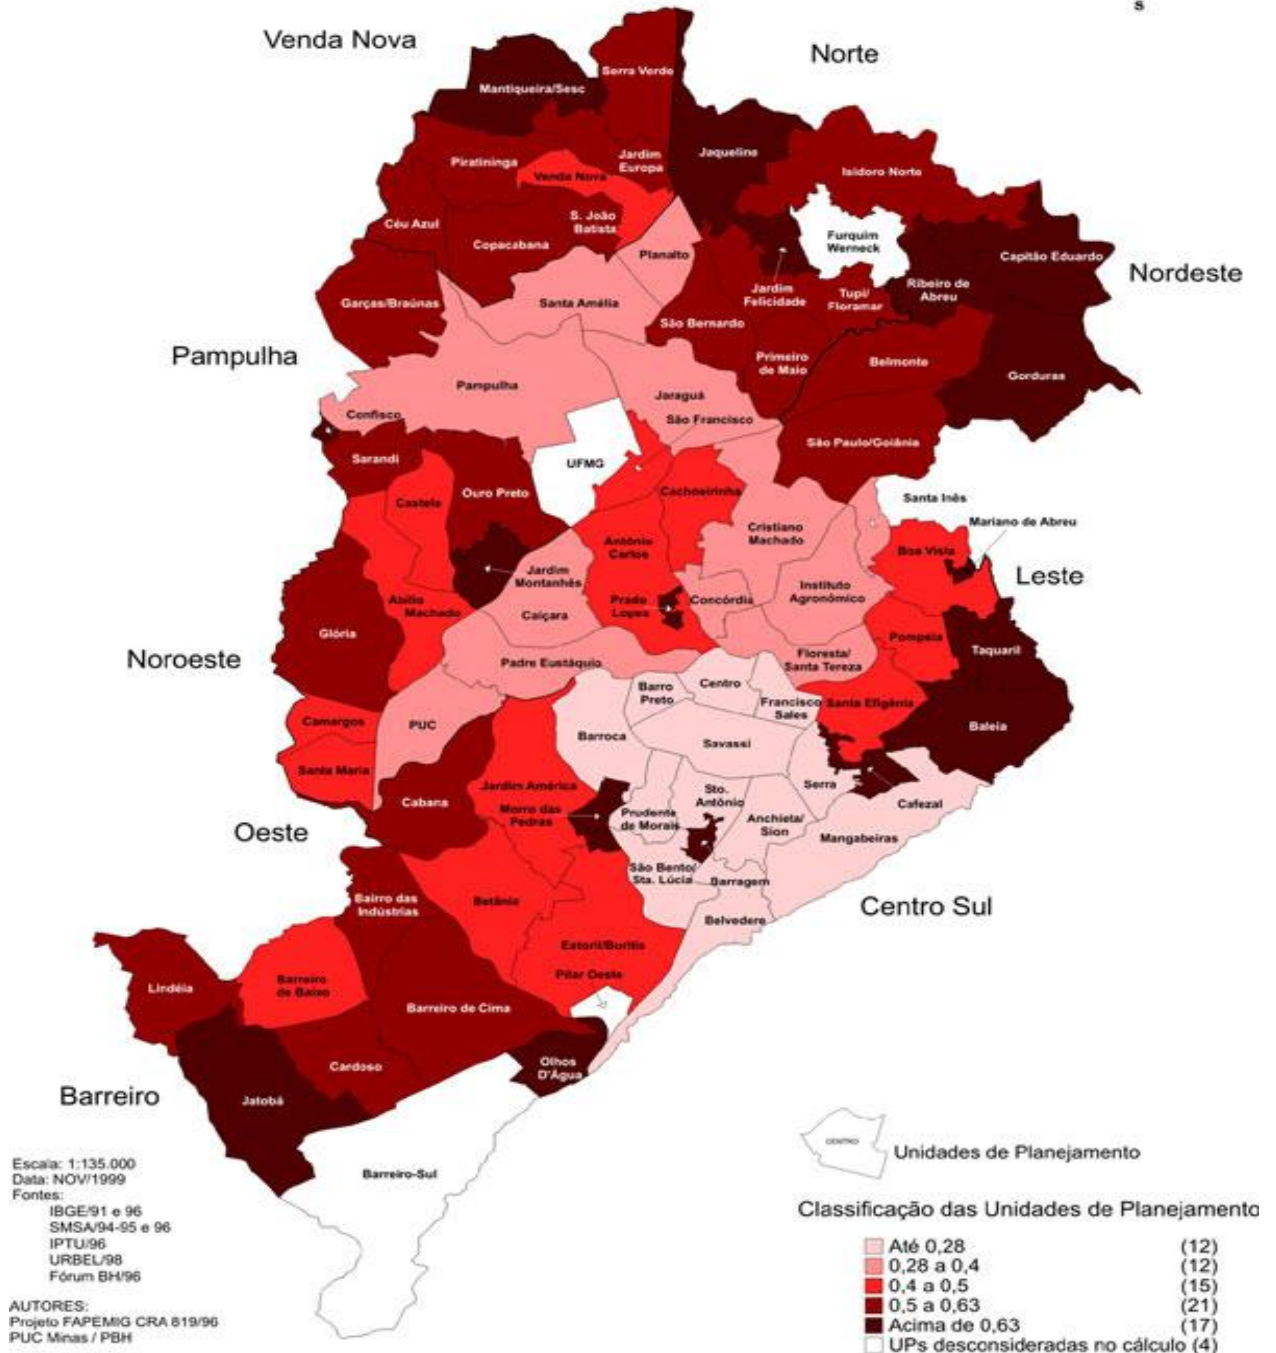 s
Venda Nova
Norte
Serra Verde
Mantiqueira/Sesc
Jaqueline
Piratininga
Jardim
Europa
Isidoro Norte
Venda Nova
Céu Azul
S. João
Batista
Copacabana
Furquim
Werneck
Planalto
Capitão Eduardo
Nordeste
Jardim
Felicidade
Ribeiro de
Abreu
Tupi/
Floramar
Garças/Braúnas
Santa Amélia
São Bernardo
Pampulha
Primeiro
de Maio
Belmonte
Gorduras
Pampulha
Jaraguá
Confisco
São Francisco
São Paulo/Goiânia
Sarandi
UFMG
Ouro Preto
Cachoeirinha
Castelo
Santa Inês
Mariano de Abreu
Cristiano
Machado
Antônio
Carlos
Boa Vista
Leste
Jardim
Montanhês
Instituto
Agronômico
Abílio
Machado
Prado
Lopes
Concórdia
Caiçara
Glória
Pompéia
Noroeste
Padre Eustáquio
Floresta/
Santa Tereza
Taquaril
Barro
Preto
Centro
Francisco
Sales
Santa Efigênia
Camargos
PUC
Baleia
Barroca
Savassi
Santa Maria
Jardim América
Serra
Cabana
Sto.
Antônio
Cafezal
Morro das
Pedras
Prudente
de Morais
Anchieta/
Sion
Oeste
Mangabeiras
São Bento/
Sta. Lúcia
Barragem
Bairro das
Indústrias
Betânia
Centro Sul
Belvedere
Estoril/Buritis
Pilar Oeste
Lindéia
Barreiro
de Baixo
Barreiro de Cima
Cardoso
Olhos
D'Água
Barreiro
Jatobá
Barreiro-Sul
CENTRO
Unidades de Planejamento
Escala: 1:135.000
Data: NOV/1999
Fontes:
IBGE/91 e 96
SMSA/94-95 e 96
IPTU/96
URBEL/98
Fórum BH/96
AUTORES:
Projeto FAPEMIG CRA 819/96
PUC Minas / PBH
Classificação das Unidades de Planejamento
Até 0,28 (12)
0,28 a 0,4 (12)
0,4 a 0,5 (15)
0,5 a 0,63 (21)
Acima de 0,63 (17)
UPs desconsideradas no cálculo (4)